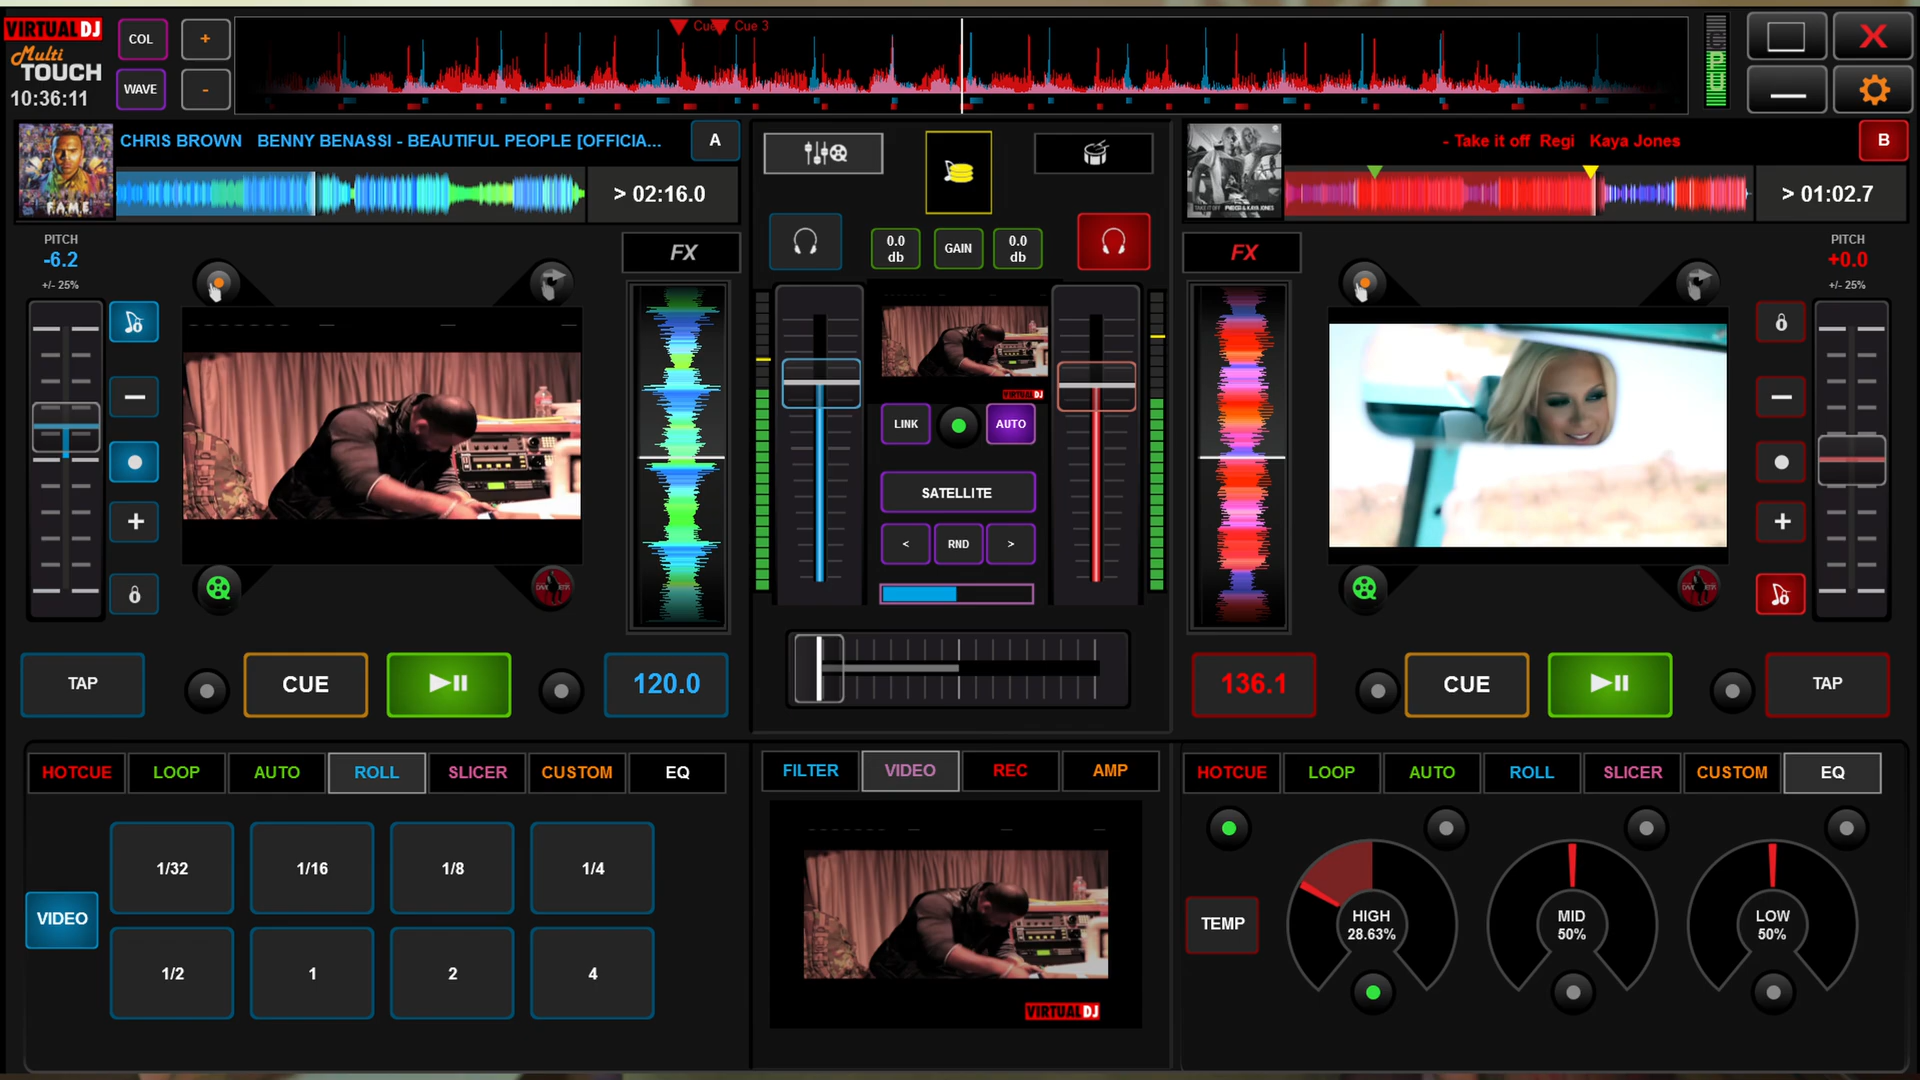 VIRTUAL DJ
Multi
TOUCH
10:36:11
COL
WAVE
+
-
Cue
Cue 3
CPU
CHRIS BROWN BENNY BENASSI - BEAUTIFUL PEOPLE [OFFICIA...
A
F.A.M.E.
> 02:16.0
- Take it off Regi Kaya Jones
B
> 01:02.7
PITCH
-6.2
+/- 25%
FX
0.0
db
GAIN
0.0
db
FX
PITCH
+0.0
+/- 25%
VIRTUAL DJ
LINK
AUTO
SATELLITE
<
RND
>
TAP
CUE
120.0
136.1
CUE
TAP
HOTCUE
LOOP
AUTO
ROLL
SLICER
CUSTOM
EQ
FILTER
VIDEO
REC
AMP
HOTCUE
LOOP
AUTO
ROLL
SLICER
CUSTOM
EQ
VIDEO
1/32
1/16
1/8
1/4
1/2
1
2
4
VIRTUAL DJ
TEMP
HIGH
28.63%
MID
50%
LOW
50%